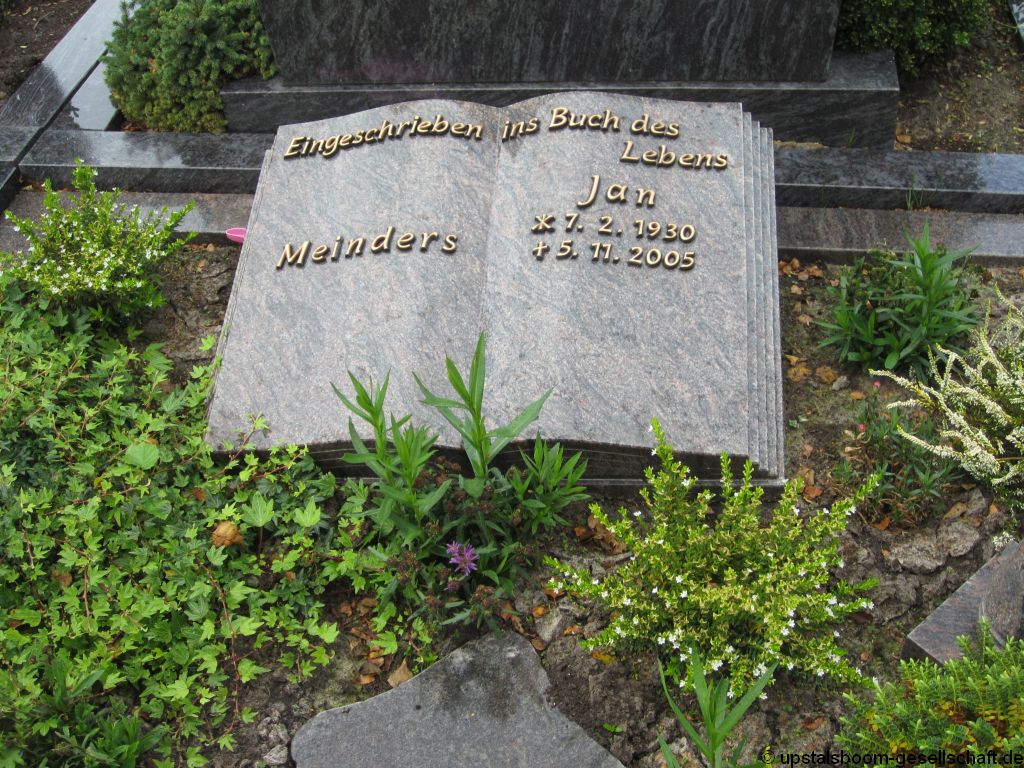 Eingeschrieben ins Buch des
Lebens
Jan
Meinders
* 7. 2. 1930
+ 5. 11. 2005
© upstalsboom-gesellschaft.de